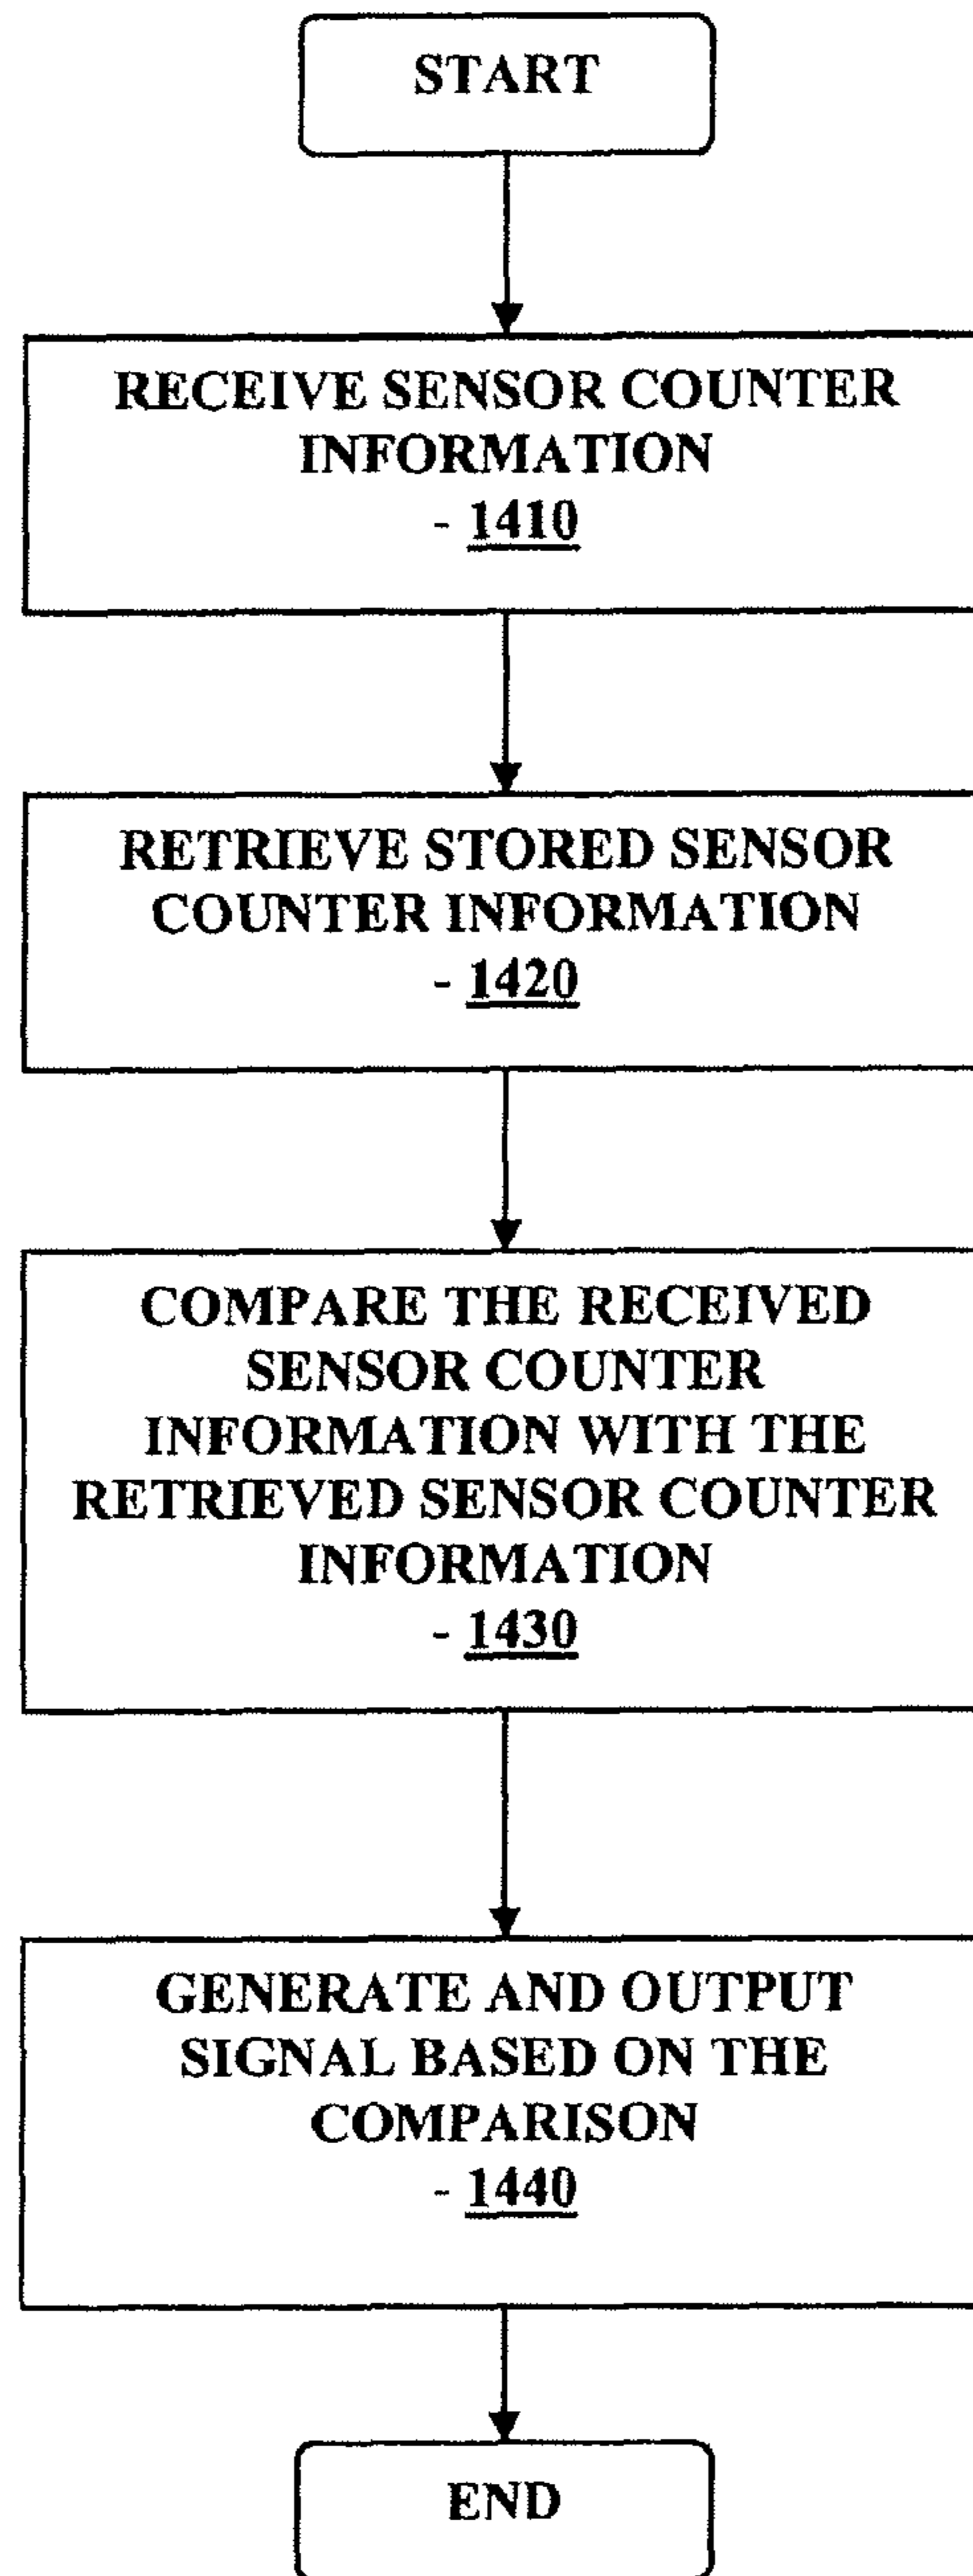 START
RECEIVE SENSOR COUNTER
INFORMATION
- 1410
RETRIEVE STORED SENSOR
COUNTER INFORMATION
- 1420
COMPARE THE RECEIVED
SENSOR COUNTER
INFORMATION WITH THE
RETRIEVED SENSOR COUNTER
INFORMATION
- 1430
GENERATE AND OUTPUT
SIGNAL BASED ON THE
COMPARISON
- 1440
END